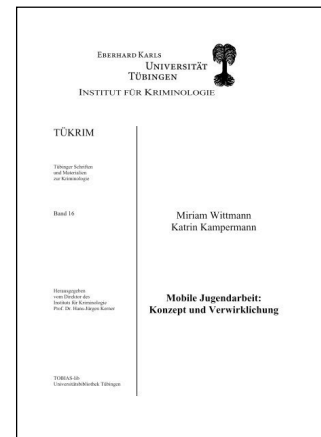 EBERHARD KARLS
UNIVERSITÄT
TÜBINGEN
INSTITUT FÜR KRIMINOLOGIE
TÜKRIM
Tübinger Schriften
und Materialien
zur Kriminologie
Band 16
Miriam Wittmann
Katrin Kampermann
Herausgegeben
vom Direktor des
Instituts für Kriminologie
Prof. Dr. Hans-Jürgen Kerner
Mobile Jugendarbeit:
Konzept und Verwirklichung
TOBIAS-lib
Universitätsbibliothek Tübingen